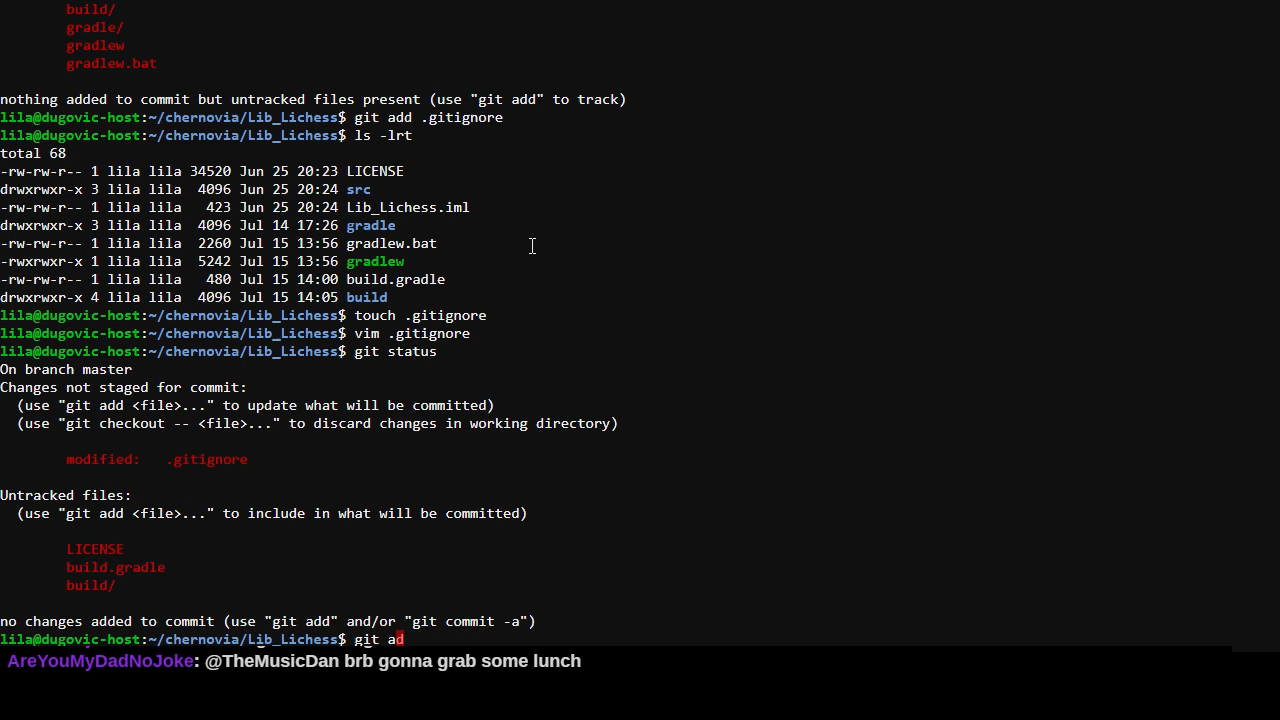 build/
gradle/
gradlew
gradlew.bat
nothing added to commit but untracked files present (use "git add" to track)
lila@dugovic-host:~/chernovia/Lib_Lichess$ git add .gitignore
lila@dugovic-host:~/chernovia/Lib_Lichess$ ls -lrt
total 68
-rw-rw-r-- 1 lila lila 34520 Jun 25 20:23 LICENSE
drwxrwxr-x 3 lila lila  4096 Jun 25 20:24 src
-rw-rw-r-- 1 lila lila   423 Jun 25 20:24 Lib_Lichess.iml
drwxrwxr-x 3 lila lila  4096 Jul 14 17:26 gradle
-rw-rw-r-- 1 lila lila  2260 Jul 15 13:56 gradlew.bat
-rwxrwxr-x 1 lila lila  5242 Jul 15 13:56 gradlew
-rw-rw-r-- 1 lila lila   480 Jul 15 14:00 build.gradle
drwxrwxr-x 4 lila lila  4096 Jul 15 14:05 build
lila@dugovic-host:~/chernovia/Lib_Lichess$ touch .gitignore
lila@dugovic-host:~/chernovia/Lib_Lichess$ vim .gitignore
lila@dugovic-host:~/chernovia/Lib_Lichess$ git status
On branch master
Changes not staged for commit:
  (use "git add <file>..." to update what will be committed)
  (use "git checkout -- <file>..." to discard changes in working directory)
modified:   .gitignore
Untracked files:
  (use "git add <file>..." to include in what will be committed)
LICENSE
build.gradle
build/
no changes added to commit (use "git add" and/or "git commit -a")
lila@dugovic-host:~/chernovia/Lib_Lichess$ git ad
AreYouMyDadNoJoke: @TheMusicDan brb gonna grab some lunch